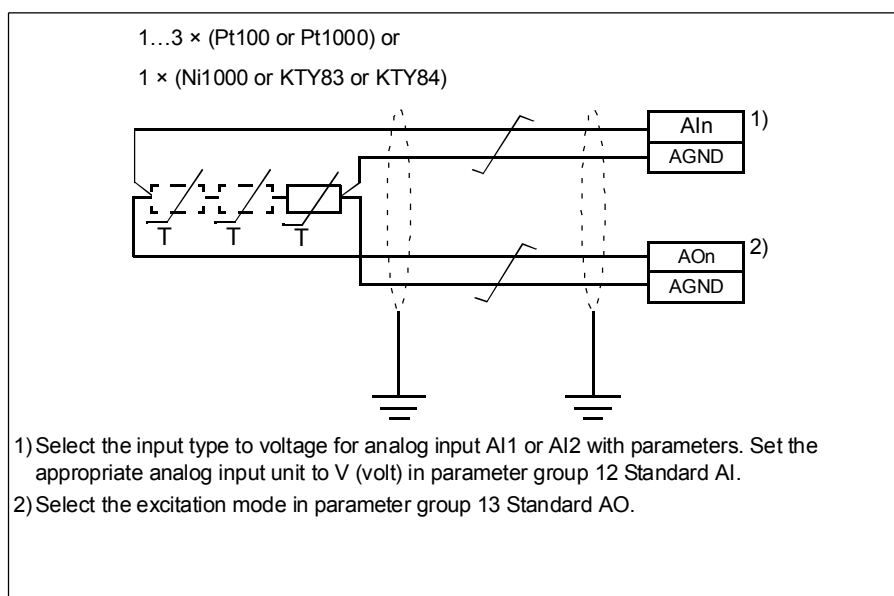 1…3 × (Pt100 or Pt1000) or
1 × (Ni1000 or KTY83 or KTY84)
AIn 1)
AGND
T T T
AOn 2)
AGND
1) Select the input type to voltage for analog input AI1 or AI2 with parameters. Set the
appropriate analog input unit to V (volt) in parameter group 12 Standard AI.
2) Select the excitation mode in parameter group 13 Standard AO.